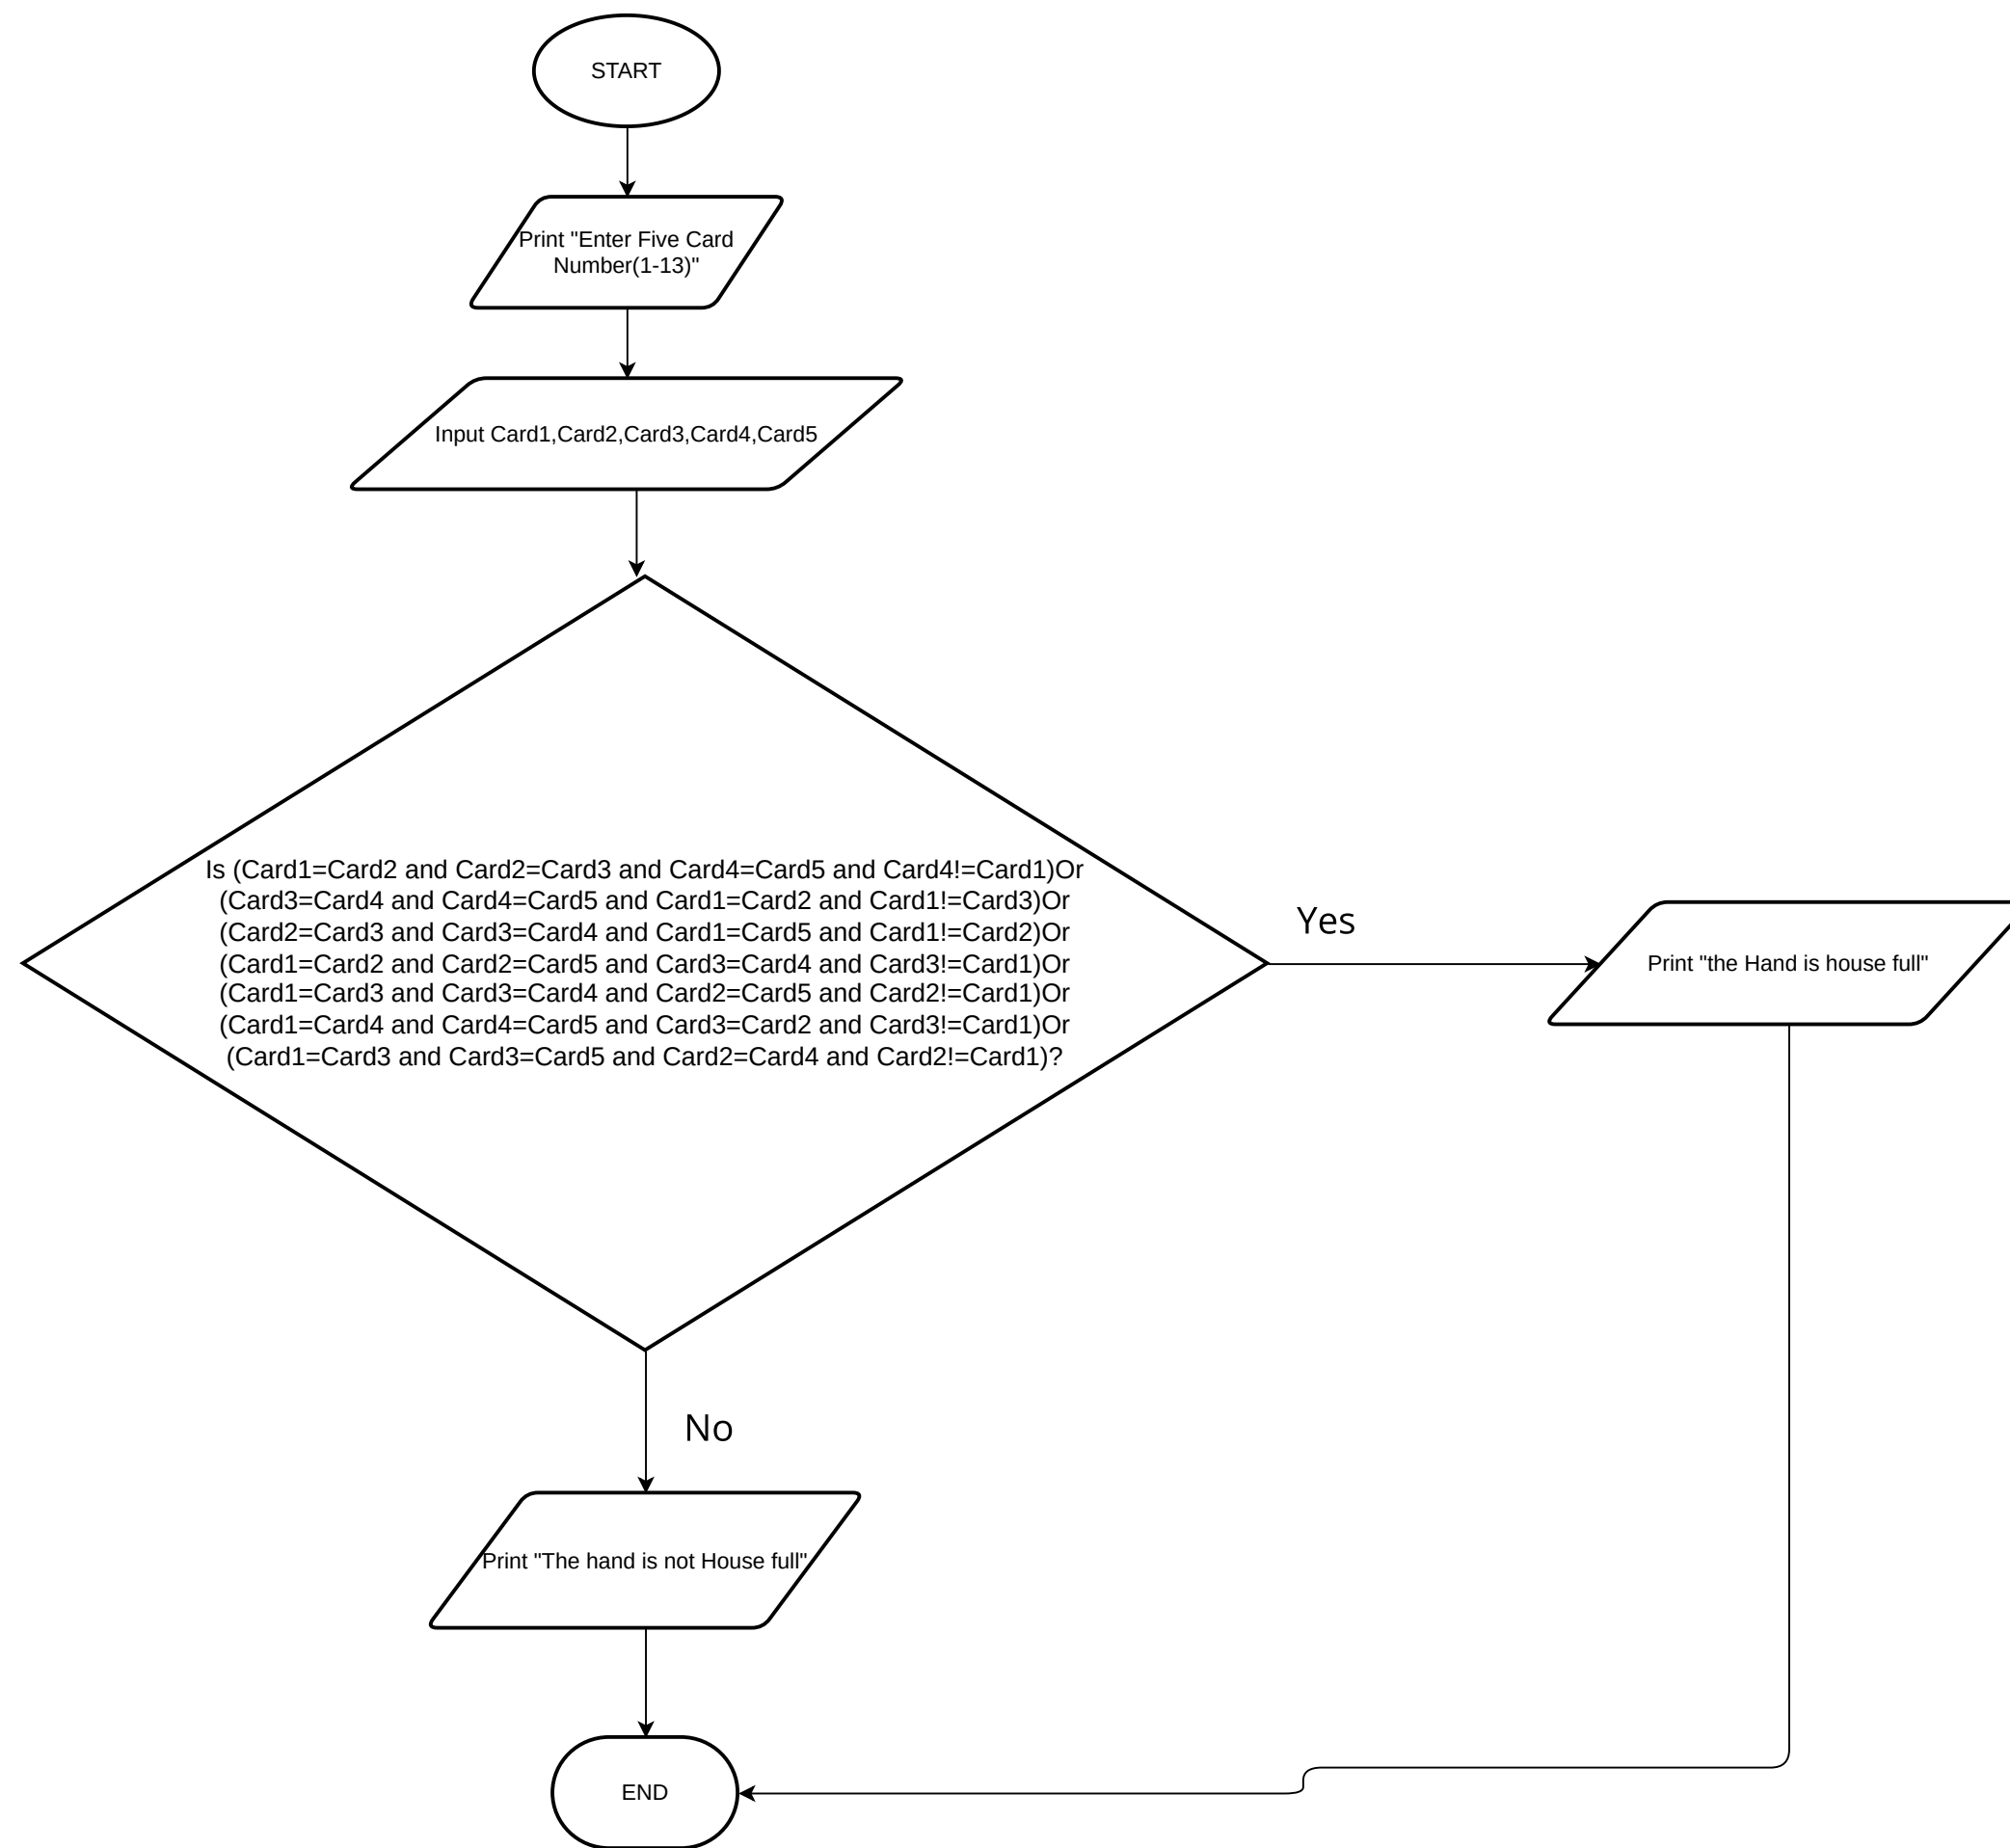 START
Print "Enter Five Card
Number(1-13)"
Input Card1,Card2,Card3,Card4,Card5
Is (Card1=Card2 and Card2=Card3 and Card4=Card5 and Card4!=Card1)Or
(Card3=Card4 and Card4=Card5 and Card1=Card2 and Card1!=Card3)Or
(Card2=Card3 and Card3=Card4 and Card1=Card5 and Card1!=Card2)Or
(Card1=Card2 and Card2=Card5 and Card3=Card4 and Card3!=Card1)Or
(Card1=Card3 and Card3=Card4 and Card2=Card5 and Card2!=Card1)Or
(Card1=Card4 and Card4=Card5 and Card3=Card2 and Card3!=Card1)Or
(Card1=Card3 and Card3=Card5 and Card2=Card4 and Card2!=Card1)?
Yes
Print "the Hand is house full"
No
Print "The hand is not House full"
END